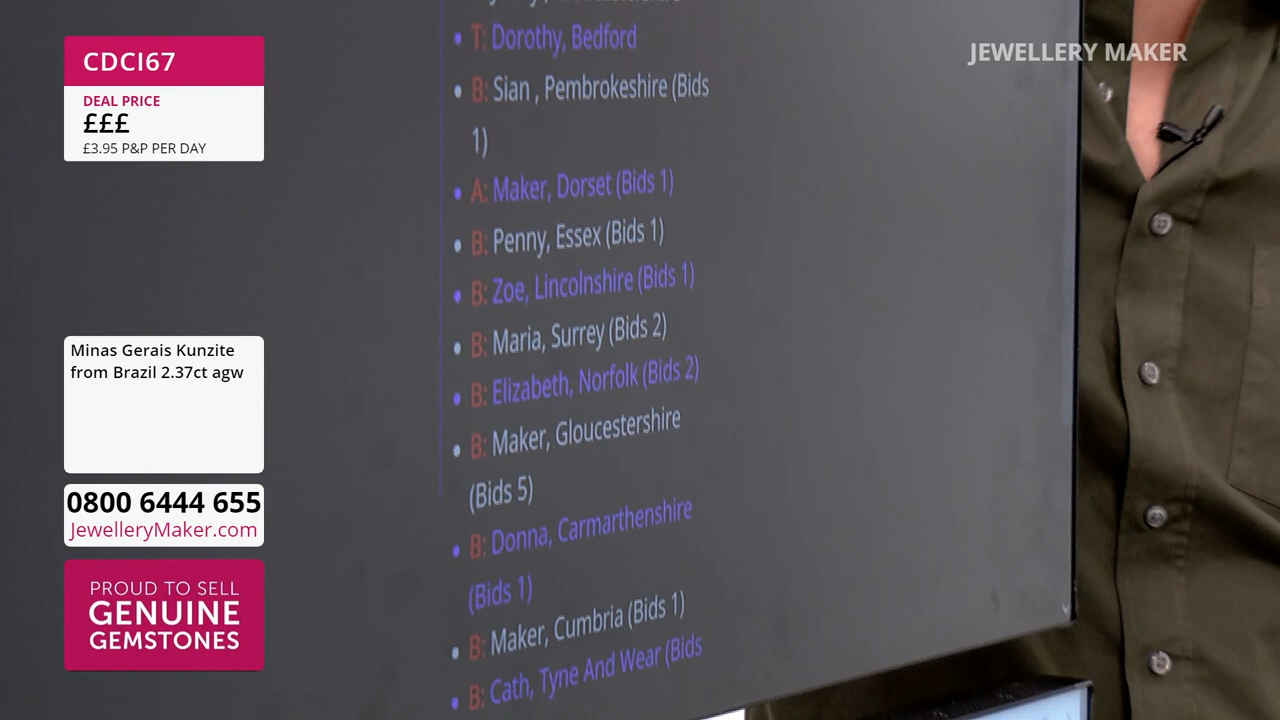 CDCI67
DEAL PRICE
£££
£3.95 P&P PER DAY
Minas Gerais Kunzite
from Brazil 2.37ct agw
0800 6444 655
JewelleryMaker.com
PROUD TO SELL
GENUINE
GEMSTONES
JEWELLERY MAKER
T: Dorothy, Bedford
B: Sian , Pembrokeshire (Bids
1)
A: Maker, Dorset (Bids 1)
B: Penny, Essex (Bids 1)
B: Zoe, Lincolnshire (Bids 1)
B: Maria, Surrey (Bids 2)
B: Elizabeth, Norfolk (Bids 2)
B: Maker, Gloucestershire
(Bids 5)
B: Donna, Carmarthenshire
(Bids 1)
B: Maker, Cumbria (Bids 1)
B: Cath, Tyne And Wear (Bids